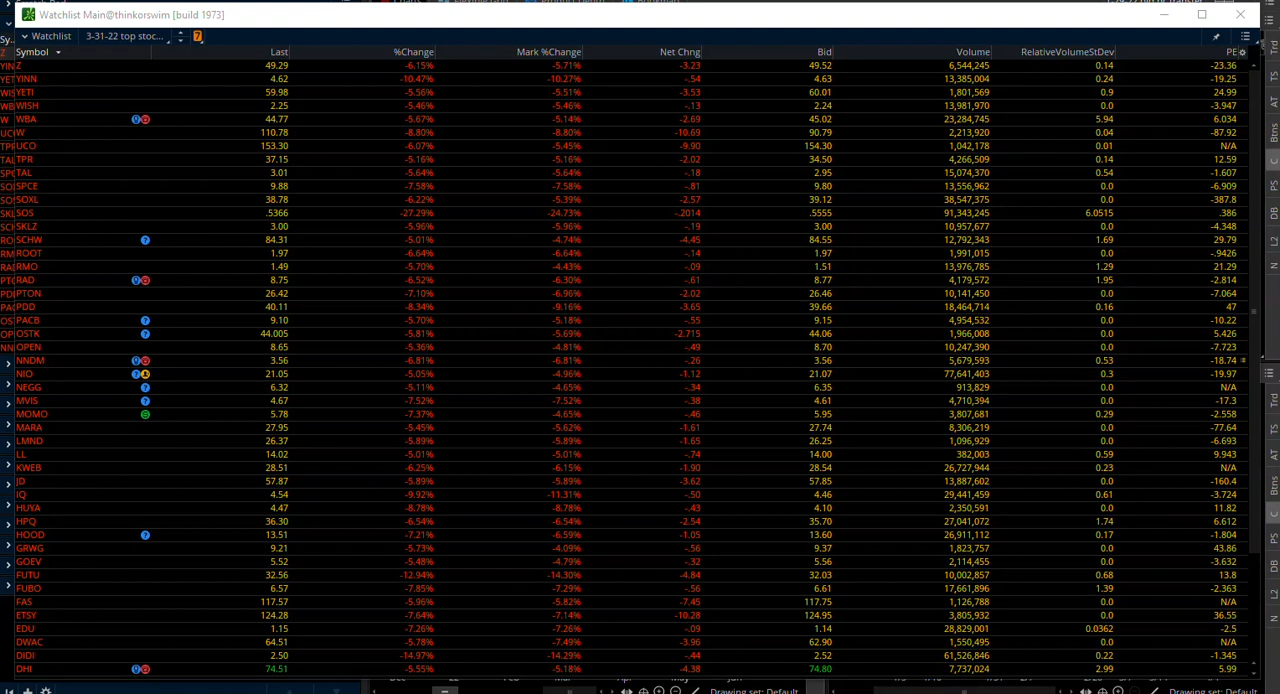 Watchlist Main@thinkorswim [build 1973]
Watchlist 3-31-22 top stoc... 7
Symbol Last %Change Mark %Change Net Chng Bid Volume RelativeVolumeStDev PE
Z 49.29 -6.15% -5.71% -3.23 49.52 6,544,245 0.14 -23.36
YINN 4.62 -10.47% -10.27% -.54 4.63 13,385,004 0.24 -19.25
YETI 59.98 -5.56% -5.51% -3.53 60.01 1,801,569 0.9 24.99
WISH 2.25 -5.46% -5.46% -.13 2.24 13,981,970 0.0 -3.947
WBA 44.77 -5.67% -5.14% -2.69 45.02 23,284,745 5.94 6.034
W 110.78 -8.80% -8.80% -10.69 90.79 2,213,920 0.04 -87.92
UCO 153.30 -6.07% -5.45% -9.90 154.30 1,042,178 0.01 N/A
TPR 37.15 -5.16% -5.16% -2.02 34.50 4,266,509 0.14 12.59
TAL 3.01 -5.64% -5.64% -.18 2.95 15,074,370 0.54 -1.607
SPCE 9.88 -7.58% -7.58% -.81 9.80 13,556,962 0.0 -6.909
SOXL 38.78 -6.22% -5.39% -2.57 39.12 38,547,375 0.0 -387.8
SOS .5366 -27.29% -24.73% -.2014 .5555 91,343,245 6.0515 .386
SKLZ 3.00 -5.96% -5.96% -.19 3.00 10,957,677 0.0 -4.348
SCHW 84.31 -5.01% -4.74% -4.45 84.55 12,792,343 1.69 29.79
ROOT 1.97 -6.64% -6.64% -.14 1.97 1,991,015 0.0 -.9426
RMO 1.49 -5.70% -4.43% -.09 1.51 13,976,785 1.29 21.29
RAD 8.75 -6.52% -6.30% -.61 8.77 4,179,572 1.95 -2.814
PTON 26.42 -7.10% -6.96% -2.02 26.46 10,141,450 0.0 -7.064
PDD 40.11 -8.34% -9.16% -3.65 39.66 18,464,714 0.16 47
PACB 9.10 -5.70% -5.18% -.55 9.15 4,954,532 0.0 -10.22
OSTK 44.005 -5.81% -5.69% -2.715 44.06 1,966,008 0.0 5.426
OPEN 8.65 -5.36% -4.81% -.49 8.70 10,247,390 0.0 -7.723
NNDM 3.56 -6.81% -6.81% -.26 3.56 5,679,593 0.53 -18.74
NIO 21.05 -5.05% -4.96% -1.12 21.07 77,641,403 0.3 -19.97
NEGG 6.32 -5.11% -4.65% -.34 6.35 913,829 0.0 N/A
MVIS 4.67 -7.52% -7.52% -.38 4.61 4,710,394 0.0 -17.3
MOMO 5.78 -7.37% -4.65% -.46 5.95 3,807,681 0.29 -2.558
MARA 27.95 -5.45% -5.62% -1.61 27.74 8,306,219 0.0 -77.64
LMND 26.37 -5.89% -5.89% -1.65 26.25 1,096,929 0.0 -6.693
LL 14.02 -5.01% -5.01% -.74 14.00 382,003 0.59 9.943
KWEB 28.51 -6.25% -6.15% -1.90 28.54 26,727,944 0.23 N/A
JD 57.87 -5.89% -5.89% -3.62 57.85 13,887,602 0.0 -160.4
IQ 4.54 -9.92% -11.31% -.50 4.46 29,441,459 0.61 -3.724
HUYA 4.47 -8.78% -8.78% -.43 4.10 2,350,591 0.0 11.82
HPQ 36.30 -6.54% -6.54% -2.54 35.70 27,041,072 1.74 6.612
HOOD 13.51 -7.21% -6.59% -1.05 13.60 26,911,112 0.17 -1.804
GRWG 9.21 -5.73% -4.09% -.56 9.37 1,823,757 0.0 43.86
GOEV 5.52 -5.48% -4.79% -.32 5.56 2,114,455 0.0 -3.632
FUTU 32.56 -12.94% -14.30% -4.84 32.03 10,002,857 0.68 13.8
FUBO 6.57 -7.85% -7.29% -.56 6.61 17,661,896 1.39 -2.363
FAS 117.57 -5.96% -5.82% -7.45 117.75 1,126,788 0.0 N/A
ETSY 124.28 -7.64% -7.14% -10.28 124.95 3,805,932 0.0 36.55
EDU 1.15 -7.26% -7.26% -.09 1.14 28,829,001 0.0362 -2.5
DWAC 64.51 -5.78% -7.49% -3.96 62.90 1,550,495 0.0 N/A
DIDI 2.50 -14.97% -14.29% -.44 2.52 61,526,846 0.22 -1.345
DHI 74.51 -5.55% -5.18% -4.38 74.80 7,737,024 2.99 5.99
Trd
TS
AT
Btns
C
PS
DB
L2
N
Trd
TS
AT
Btns
C
PS
DB
L2
N
Drawing set: Default
Drawing set: Default